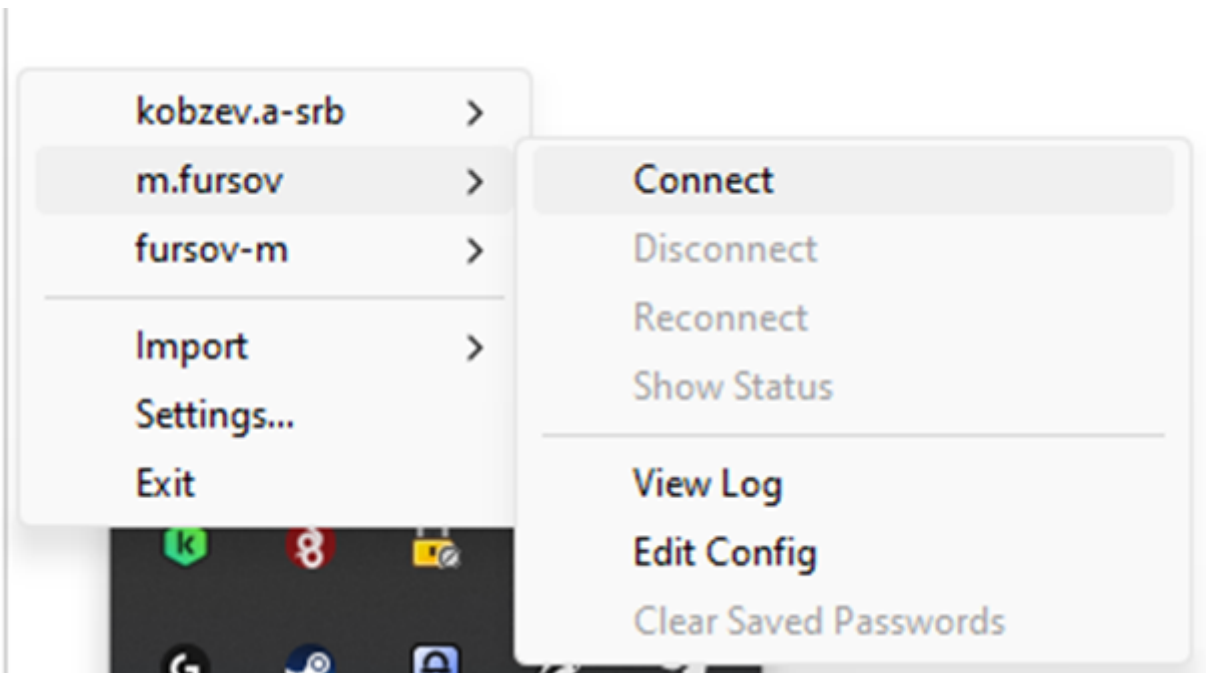 kobzev.a-srb
m.fursov
fursov-m
Import
Settings...
Exit
Connect
Disconnect
Reconnect
Show Status
View Log
Edit Config
Clear Saved Passwords